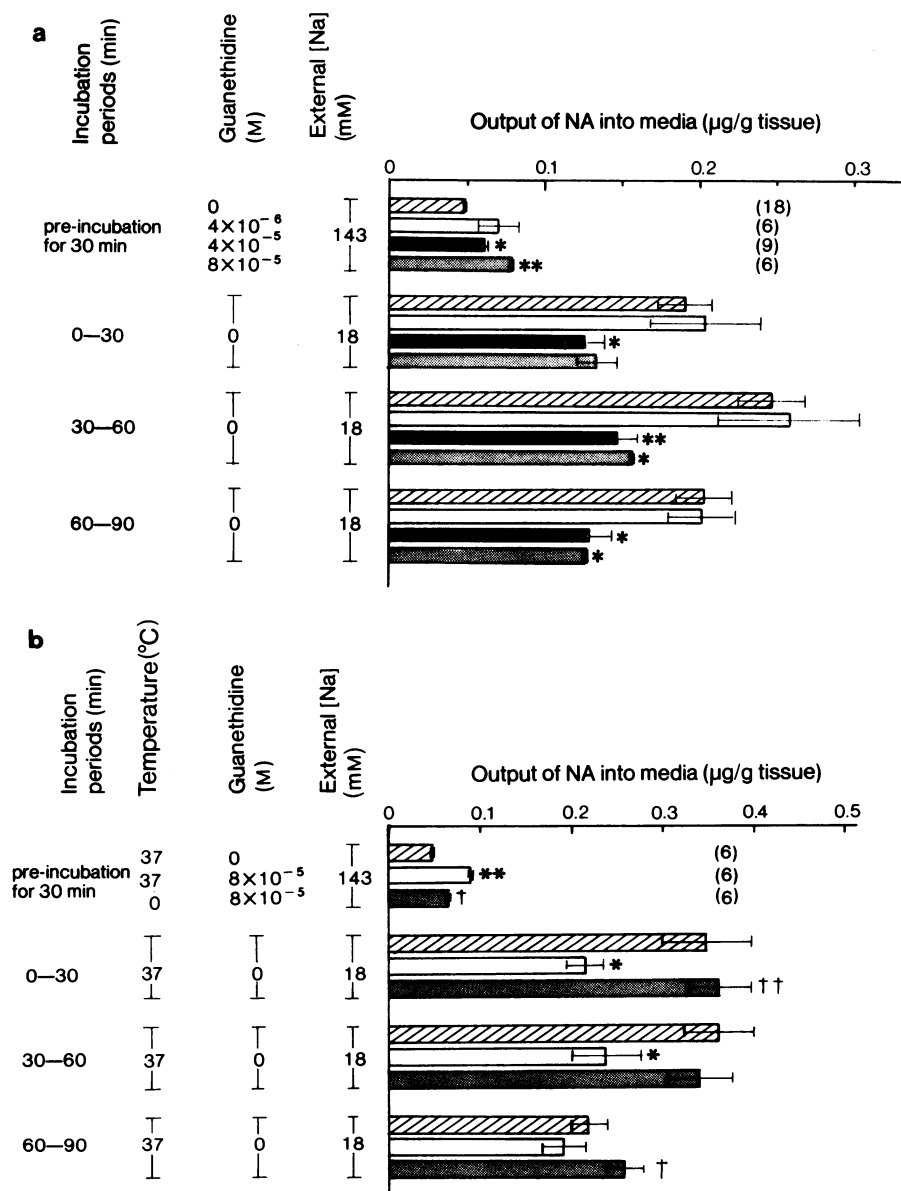 a
Incubation
periods (min)
Guanethidine
(M)
External [Na]
(mM)
Output of NA into media (μg/g tissue)
0 0.1 0.2 0.3
pre-incubation
for 30 min
0
4×10⁻⁶
4×10⁻⁵
8×10⁻⁵
143
(18)
(6)
* (9)
** (6)
0—30 0 18
*
30—60 0 18
**
*
60—90 0 18
*
*
b
Incubation
periods (min)
Temperature (°C)
Guanethidine
(M)
External [Na]
(mM)
Output of NA into media (μg/g tissue)
0 0.1 0.2 0.3 0.4 0.5
pre-incubation
for 30 min
37 0 (6)
37 8×10⁻⁵ 143 ** (6)
0 8×10⁻⁵ † (6)
0—30 37 0 18
*
††
30—60 37 0 18
*
60—90 37 0 18
†